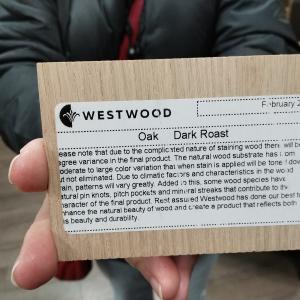 WESTWOOD
February 2
Oak Dark Roast
ease note that due to the complicated nature of staining wood there will be
degree variance in the final product. The natural wood substrate has from
moderate to large color variation that when stain is applied will be toned down
ut not eliminated. Due to climatic factors and characteristics in the wood
rain, patterns will vary greatly. Added to this, some wood species have
natural pin knots, pitch pockets and mineral streaks that contribute to the
character of the final product. Rest assured Westwood has done our best to
nhance the natural beauty of wood and create a product that reflects both
s beauty and durability.